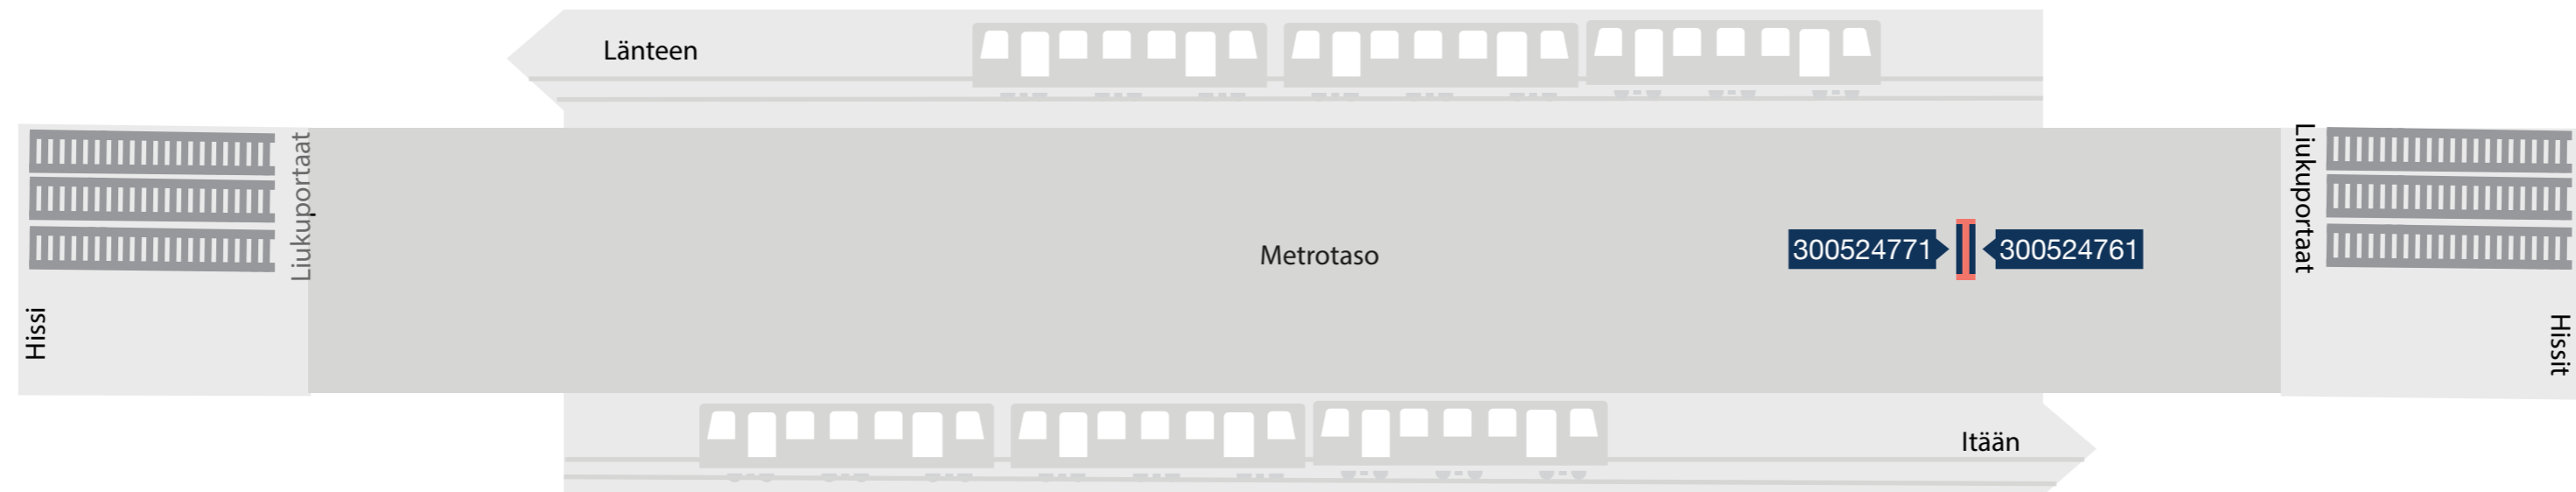 Länteen
Liukuportaat
Liukuportaat
Metrotaso
300524771
300524761
Hissi
Hissit
Itään